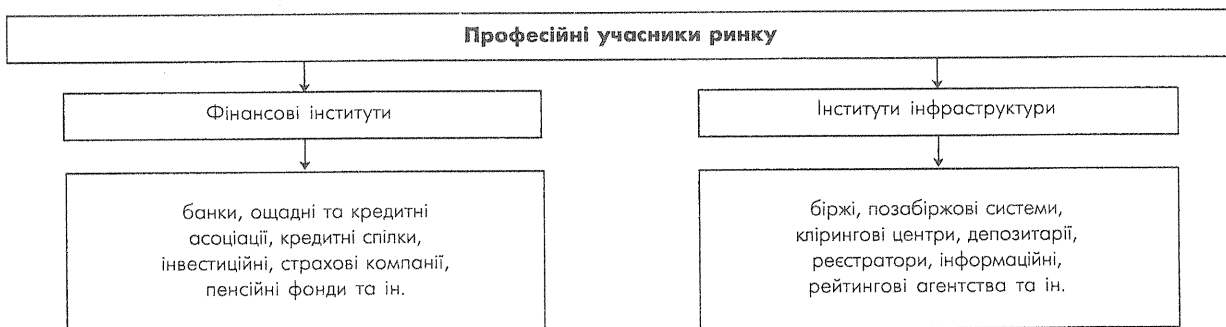 Професійні учасники ринку
Фінансові інститути
Інститути інфраструктури
банки, ощадні та кредитні
асоціації, кредитні спілки,
інвестиційні, страхові компанії,
пенсійні фонди та ін.
біржі, позабіржові системи,
клірингові центри, депозитарії,
реєстратори, інформаційні,
рейтингові агентства та ін.